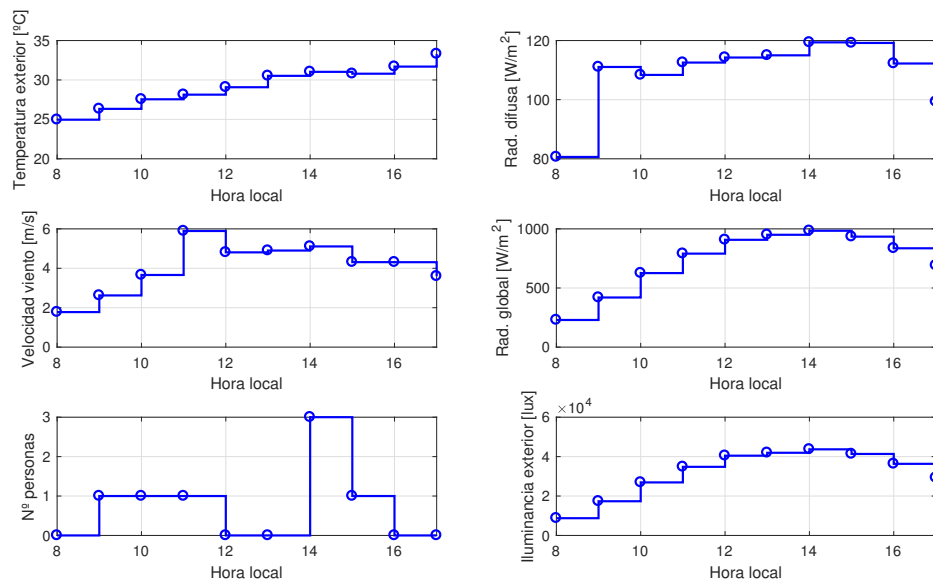 Temperatura exterior [ºC]
35
30
25
20
8 10 12 14 16
Hora local
Rad. difusa [W/m²]
120
100
80
8 10 12 14 16
Hora local
Velocidad viento [m/s]
6
4
2
0
8 10 12 14 16
Hora local
Rad. global [W/m²]
1000
500
0
8 10 12 14 16
Hora local
Nº personas
3
2
1
0
8 10 12 14 16
Hora local
Iluminancia exterior [lux]
×10⁴
6
4
2
0
8 10 12 14 16
Hora local